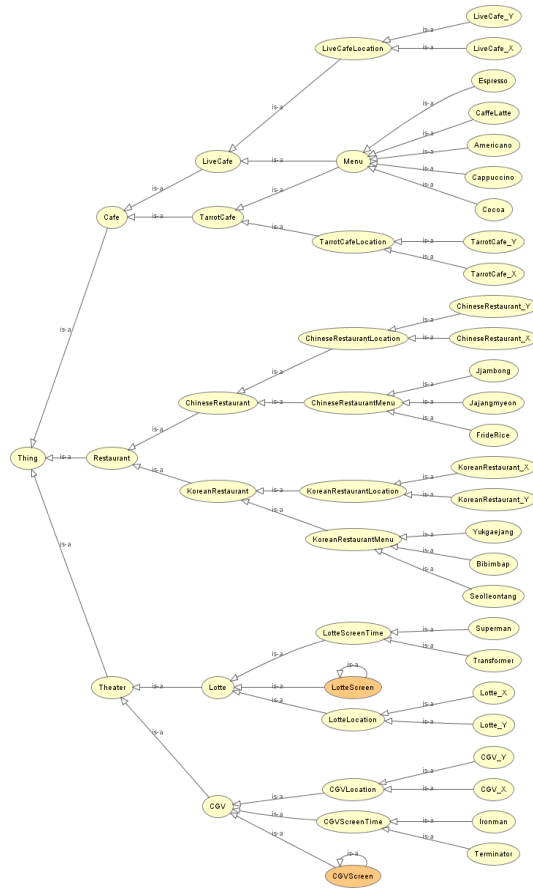 LiveCafe_Y
is-a
LiveCafeLocation
is-a
LiveCafe_X
is-a
Espresso
is-a
is-a
CaffeLatte
LiveCafe
is-a
Menu
is-a
Americano
is-a
is-a
Cappuccino
is-a
Cocoa
Cafe
is-a
TarrotCafe
is-a
is-a
TarrotCafeLocation
is-a
TarrotCafe_Y
is-a
TarrotCafe_X
is-a
ChineseRestaurant_Y
is-a
ChineseRestaurantLocation
is-a
ChineseRestaurant_X
is-a
Jjambong
is-a
ChineseRestaurant
is-a
ChineseRestaurantMenu
is-a
Jajangmyeon
is-a
is-a
FrideRice
Thing
is-a
Restaurant
is-a
KoreanRestaurant_X
is-a
KoreanRestaurant
is-a
KoreanRestaurantLocation
is-a
KoreanRestaurant_Y
is-a
Yukgaejang
is-a
KoreanRestaurantMenu
is-a
Bibimbap
is-a
is-a
Seolleontang
Superman
LotteScreenTime
is-a
is-a
is-a
Transformer
is-a
Theater
is-a
Lotte
is-a
LotteScreen
Lotte_X
is-a
is-a
LotteLocation
is-a
Lotte_Y
is-a
CGV_Y
is-a
CGVLocation
is-a
CGV_X
is-a
CGV
is-a
CGVScreenTime
is-a
Ironman
is-a
is-a
Terminator
is-a
CGVScreen